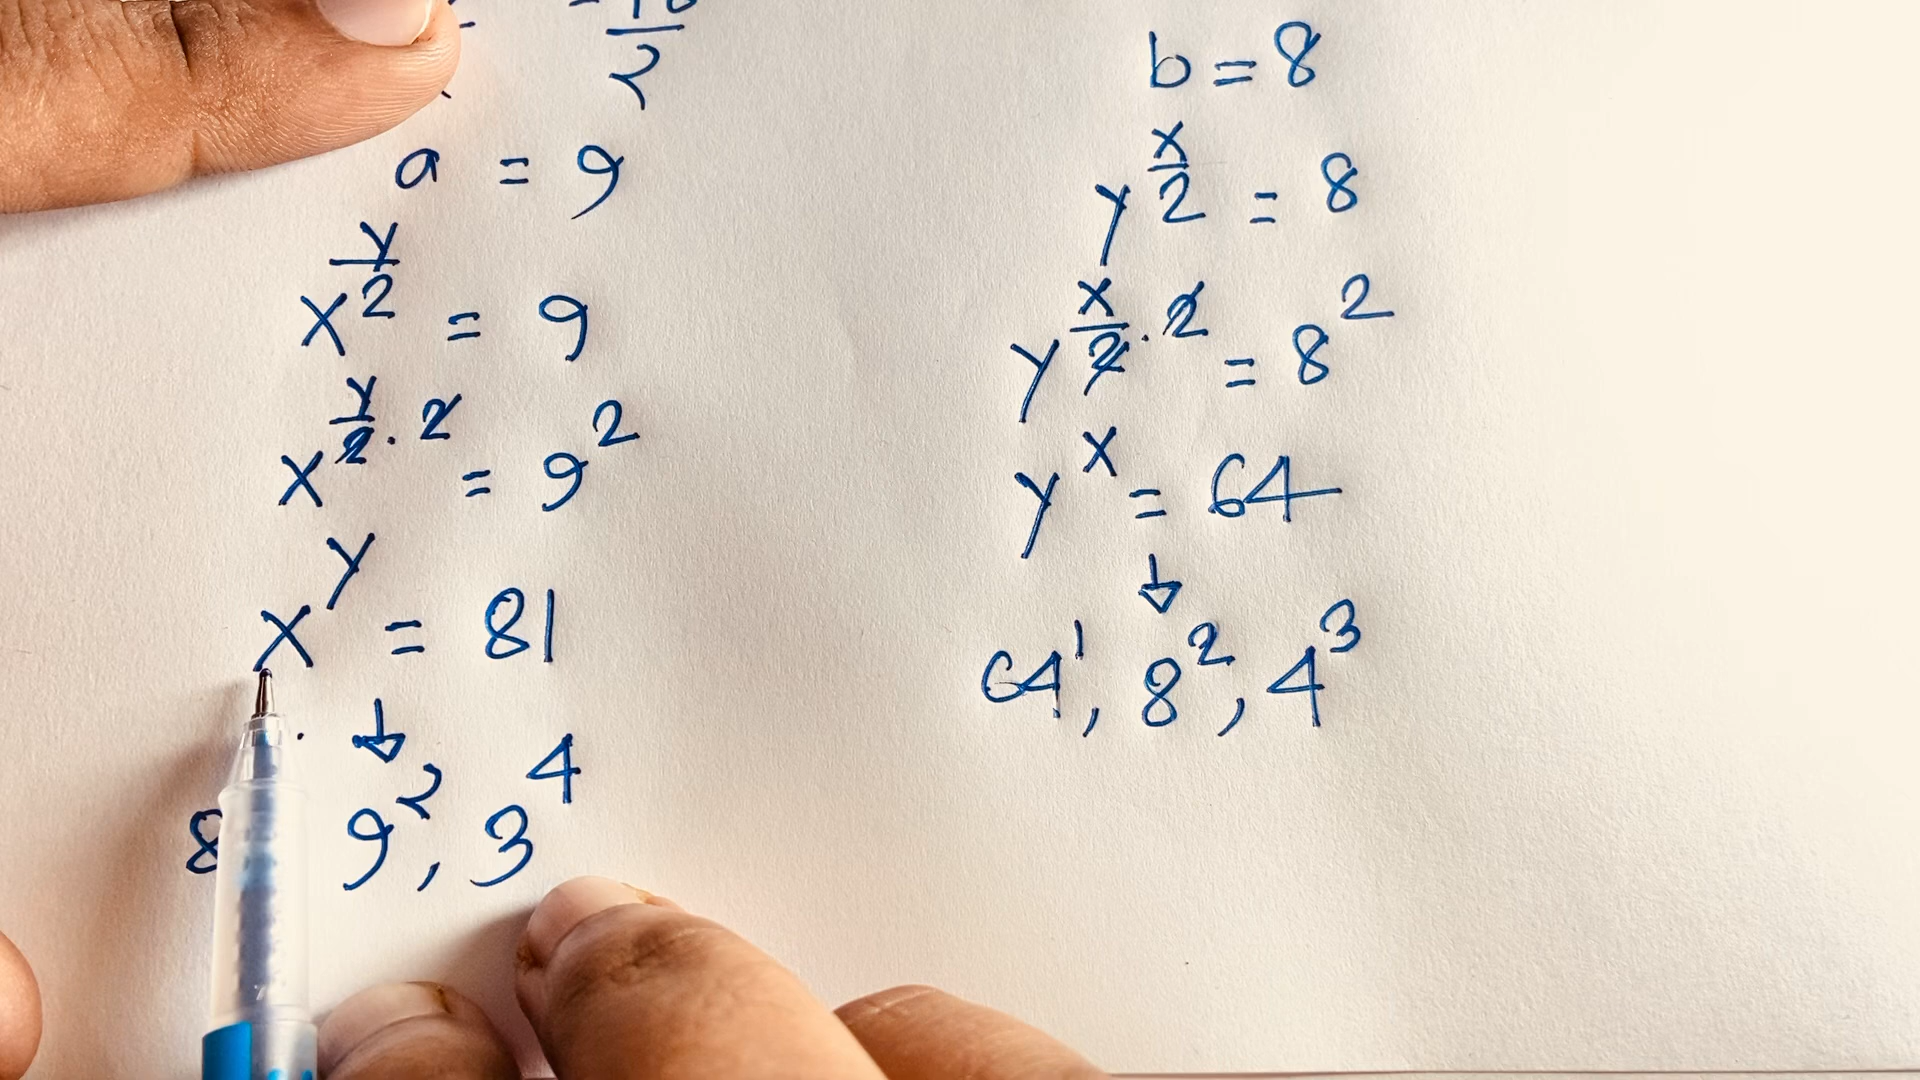 2
a = 9
x^(y/2) = 9
x^(y/2 . 2) = 9^2
x^y = 81
↓
8 9^2, 3^4
b = 8
y^(x/2) = 8
y^(x/2 . 2) = 8^2
y^x = 64
↓
64^1, 8^2, 4^3